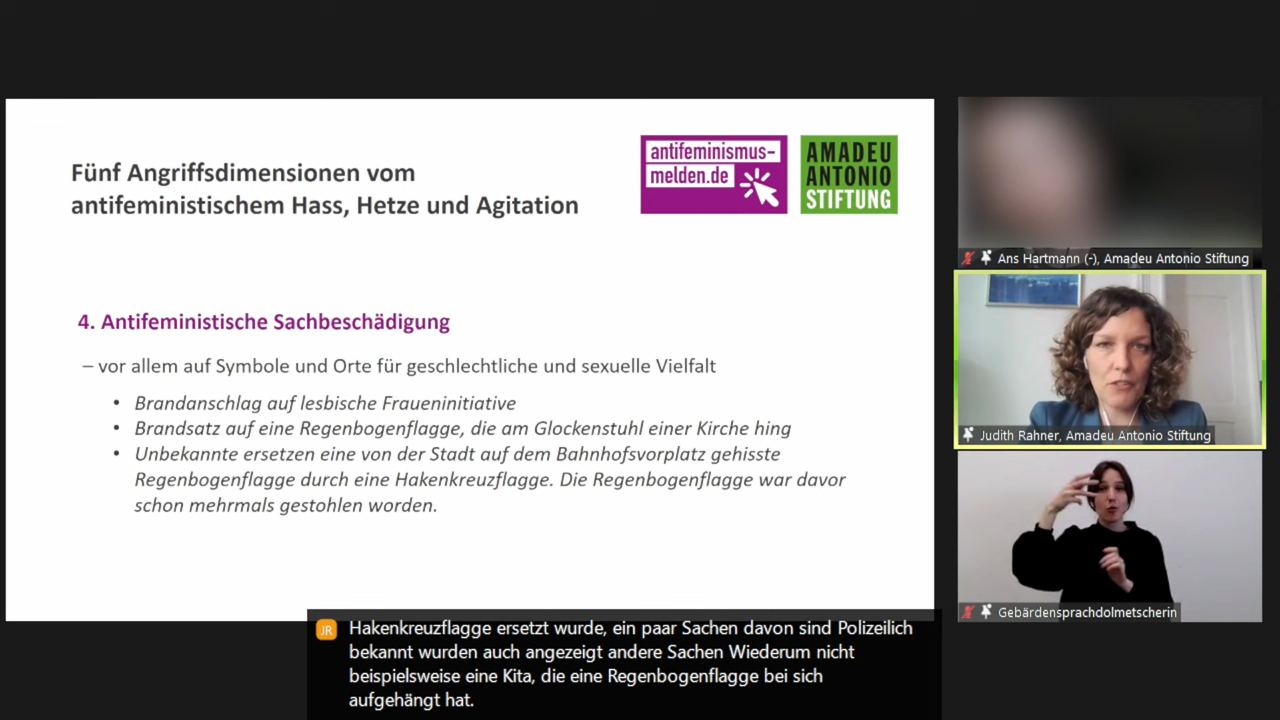 Fünf Angriffsdimensionen vom
antifeministischem Hass, Hetze und Agitation
antifeminismus-
melden.de
AMADEU
ANTONIO
STIFTUNG
4. Antifeministische Sachbeschädigung
– vor allem auf Symbole und Orte für geschlechtliche und sexuelle Vielfalt
• Brandanschlag auf lesbische Fraueninitiative
• Brandsatz auf eine Regenbogenflagge, die am Glockenstuhl einer Kirche hing
• Unbekannte ersetzen eine von der Stadt auf dem Bahnhofsvorplatz gehisste
Regenbogenflagge durch eine Hakenkreuzflagge. Die Regenbogenflagge war davor
schon mehrmals gestohlen worden.
Ans Hartmann (-), Amadeu Antonio Stiftung
Judith Rahner, Amadeu Antonio Stiftung
Gebärdensprachdolmetscherin
JR
Hakenkreuzflagge ersetzt wurde, ein paar Sachen davon sind Polizeilich
bekannt wurden auch angezeigt andere Sachen Wiederum nicht
beispielsweise eine Kita, die eine Regenbogenflagge bei sich
aufgehängt hat.